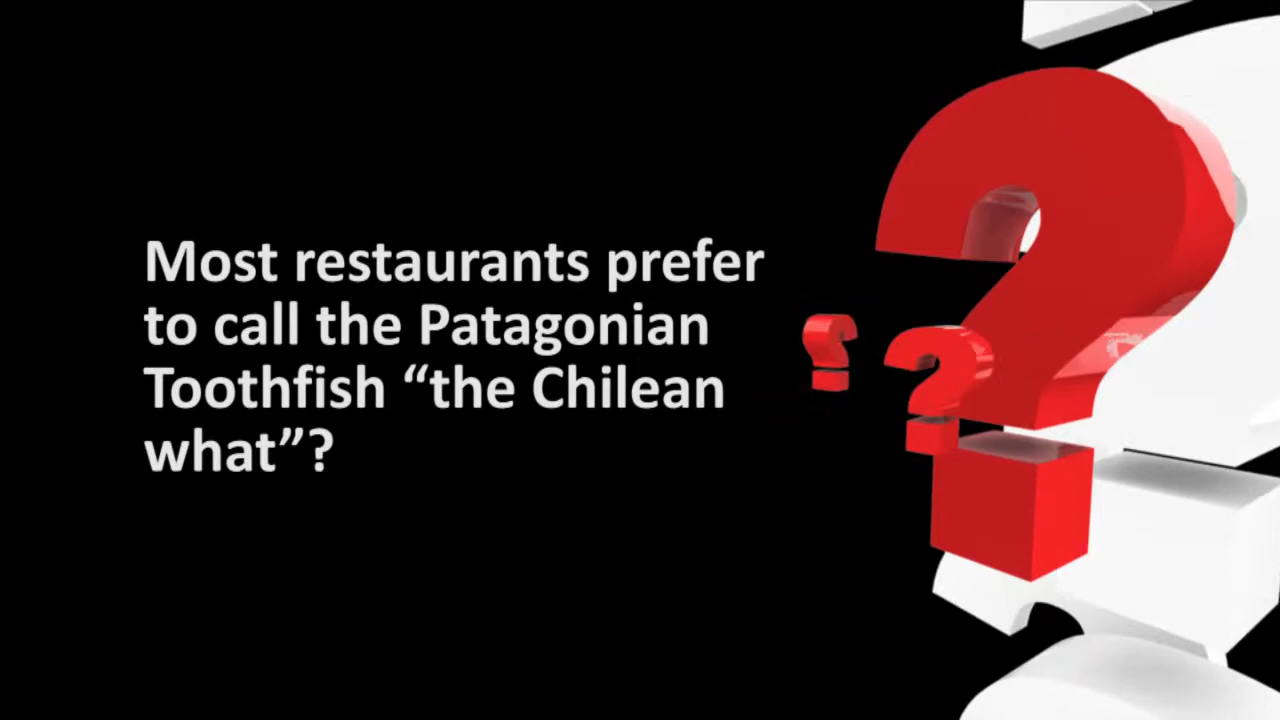 Most restaurants prefer
to call the Patagonian
Toothfish “the Chilean
what”?